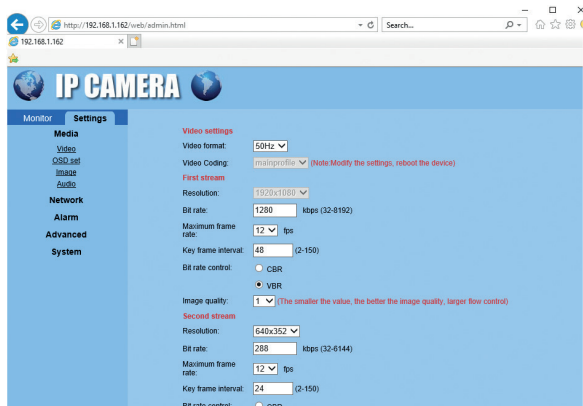 http://192.168.1.162/web/admin.html
Search...
192.168.1.162
IP CAMERA
Monitor Settings
Media
Video
OSD set
Image
Audio
Network
Alarm
Advanced
System
Video settings
Video format: 50Hz
Video Coding: mainprofile (Note:Modify the settings, reboot the device)
First stream
Resolution: 1920x1080
Bit rate: 1280 kbps (32-8192)
Maximum frame
rate: 12 fps
Key frame interval: 48 (2-150)
Bit rate control: CBR
VBR
Image quality: 1 (The smaller the value, the better the image quality, larger flow control)
Second stream
Resolution: 640x352
Bit rate: 288 kbps (32-6144)
Maximum frame
rate: 12 fps
Key frame interval: 24 (2-150)
Bit rate control: CBR